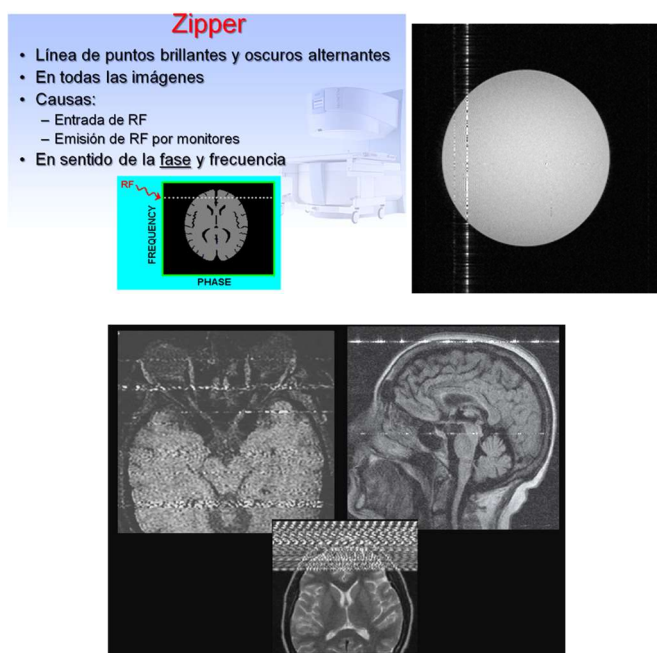 Zipper
• Línea de puntos brillantes y oscuros alternantes
• En todas las imágenes
• Causas:
– Entrada de RF
– Emisión de RF por monitores
• En sentido de la fase y frecuencia
RF
FREQUENCY
PHASE